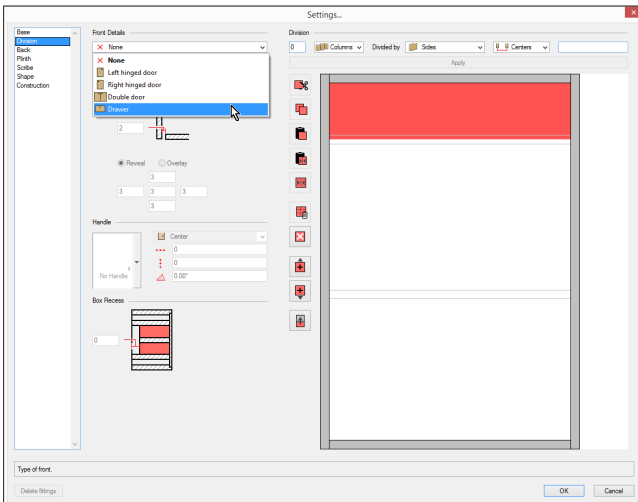 Settings...
Base
Division
Back
Plinth
Scribe
Shape
Construction
Front Details
None
None
Left hinged door
Right hinged door
Double door
Drawer
2
Reveal Overlay
3
3 3 3
3
Handle
No Handle
Center
0
0
0.00°
Box Recess
0
Division
0 Columns Divided by Sides Centers
Apply
Type of front.
Delete fittings
OK Cancel